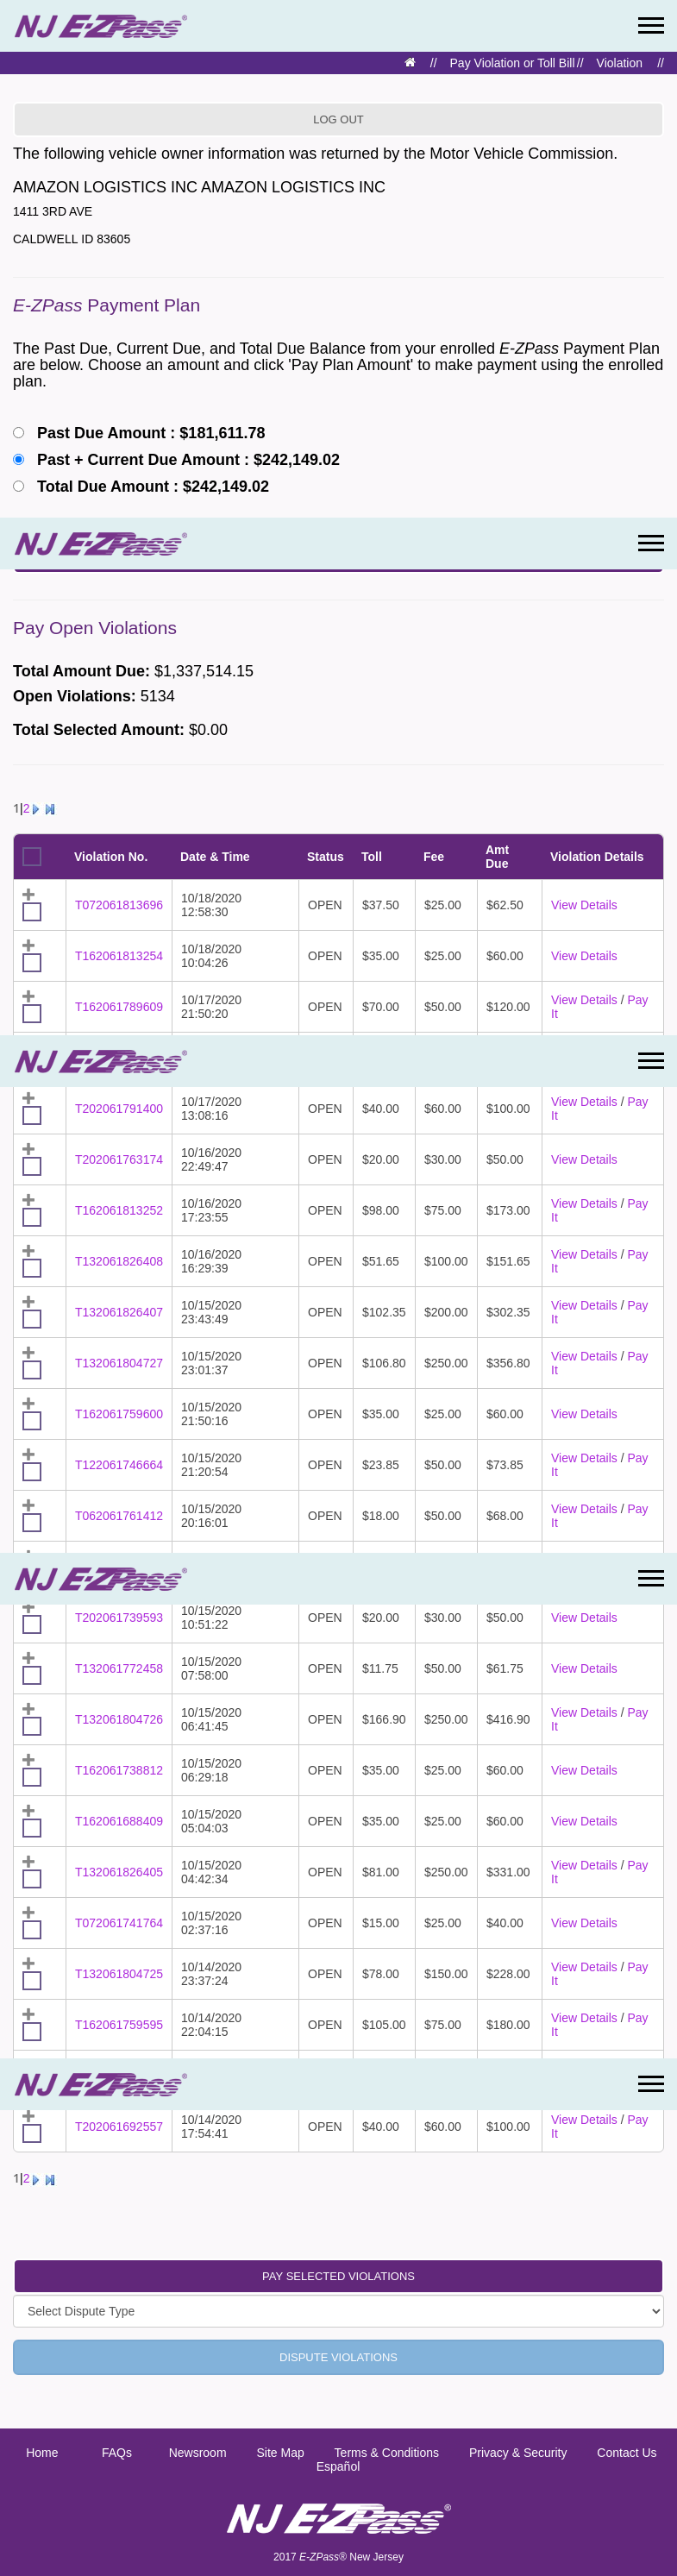 NJ E-ZPass®
// Pay Violation or Toll Bill // Violation //
LOG OUT
The following vehicle owner information was returned by the Motor Vehicle Commission.
AMAZON LOGISTICS INC AMAZON LOGISTICS INC
1411 3RD AVE
CALDWELL ID 83605
E-ZPass Payment Plan
The Past Due, Current Due, and Total Due Balance from your enrolled E-ZPass Payment Plan
are below. Choose an amount and click 'Pay Plan Amount' to make payment using the enrolled
plan.
Past Due Amount : $181,611.78
Past + Current Due Amount : $242,149.02
Total Due Amount : $242,149.02
NJ E-ZPass®
Pay Open Violations
Total Amount Due: $1,337,514.15
Open Violations: 5134
Total Selected Amount: $0.00
1|2
Violation No. Date & Time Status Toll Fee Amt Due Violation Details
T072061813696 10/18/2020 12:58:30 OPEN $37.50 $25.00 $62.50 View Details
T162061813254 10/18/2020 10:04:26 OPEN $35.00 $25.00 $60.00 View Details
T162061789609 10/17/2020 21:50:20 OPEN $70.00 $50.00 $120.00 View Details / Pay It
NJ E-ZPass®
T202061791400 10/17/2020 13:08:16 OPEN $40.00 $60.00 $100.00 View Details / Pay It
T202061763174 10/16/2020 22:49:47 OPEN $20.00 $30.00 $50.00 View Details
T162061813252 10/16/2020 17:23:55 OPEN $98.00 $75.00 $173.00 View Details / Pay It
T132061826408 10/16/2020 16:29:39 OPEN $51.65 $100.00 $151.65 View Details / Pay It
T132061826407 10/15/2020 23:43:49 OPEN $102.35 $200.00 $302.35 View Details / Pay It
T132061804727 10/15/2020 23:01:37 OPEN $106.80 $250.00 $356.80 View Details / Pay It
T162061759600 10/15/2020 21:50:16 OPEN $35.00 $25.00 $60.00 View Details
T122061746664 10/15/2020 21:20:54 OPEN $23.85 $50.00 $73.85 View Details / Pay It
T062061761412 10/15/2020 20:16:01 OPEN $18.00 $50.00 $68.00 View Details / Pay It
NJ E-ZPass®
T202061739593 10/15/2020 10:51:22 OPEN $20.00 $30.00 $50.00 View Details
T132061772458 10/15/2020 07:58:00 OPEN $11.75 $50.00 $61.75 View Details
T132061804726 10/15/2020 06:41:45 OPEN $166.90 $250.00 $416.90 View Details / Pay It
T162061738812 10/15/2020 06:29:18 OPEN $35.00 $25.00 $60.00 View Details
T162061688409 10/15/2020 05:04:03 OPEN $35.00 $25.00 $60.00 View Details
T132061826405 10/15/2020 04:42:34 OPEN $81.00 $250.00 $331.00 View Details / Pay It
T072061741764 10/15/2020 02:37:16 OPEN $15.00 $25.00 $40.00 View Details
T132061804725 10/14/2020 23:37:24 OPEN $78.00 $150.00 $228.00 View Details / Pay It
T162061759595 10/14/2020 22:04:15 OPEN $105.00 $75.00 $180.00 View Details / Pay It
NJ E-ZPass®
T202061692557 10/14/2020 17:54:41 OPEN $40.00 $60.00 $100.00 View Details / Pay It
1|2
PAY SELECTED VIOLATIONS
Select Dispute Type
DISPUTE VIOLATIONS
Home FAQs Newsroom Site Map Terms & Conditions Privacy & Security Contact Us
Español
NJ E-ZPass®
2017 E-ZPass® New Jersey